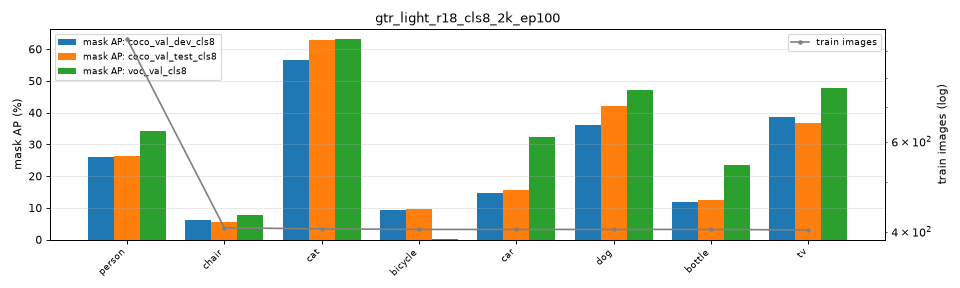 gtr_light_r18_cls8_2k_ep100
mask AP: coco_val_dev_cls8
mask AP: coco_val_test_cls8
mask AP: voc_val_cls8
train images
mask AP (%)
60
50
40
30
20
10
0
6 × 10²
4 × 10²
train images (log)
person
chair
cat
bicycle
car
dog
bottle
tv